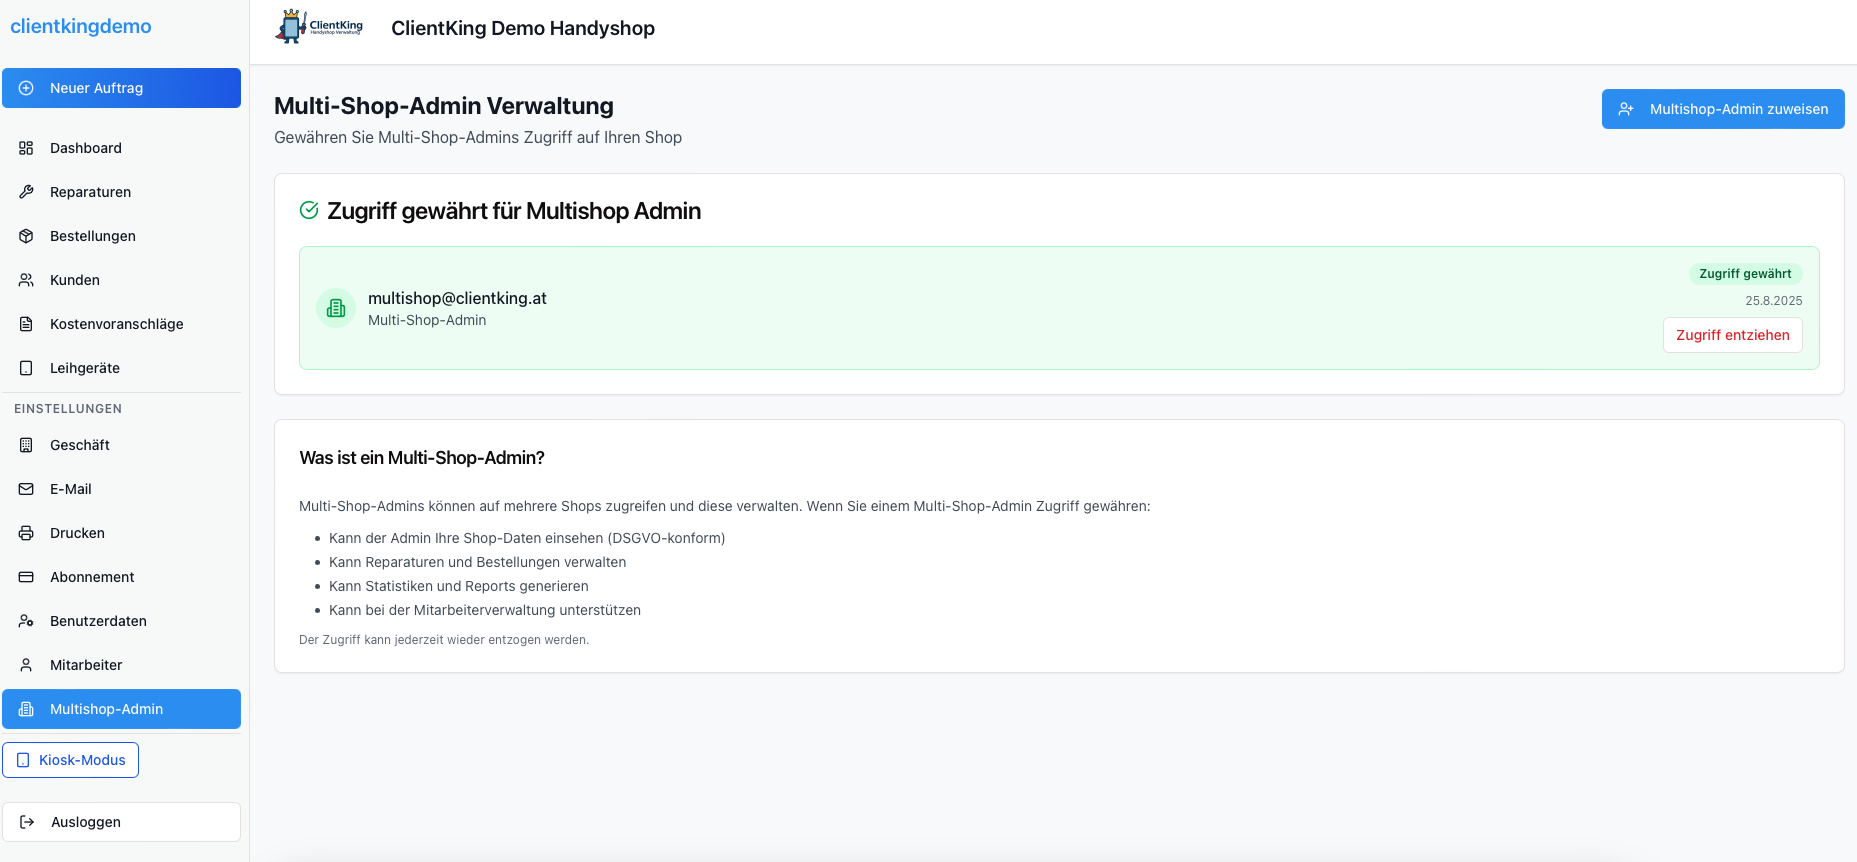 clientkingdemo
Neuer Auftrag
Dashboard
Reparaturen
Bestellungen
Kunden
Kostenvoranschläge
Leihgeräte
EINSTELLUNGEN
Geschäft
E-Mail
Drucken
Abonnement
Benutzerdaten
Mitarbeiter
Multishop-Admin
Kiosk-Modus
Ausloggen
ClientKing
Handyshop Verwaltung
ClientKing Demo Handyshop
Multi-Shop-Admin Verwaltung
Gewähren Sie Multi-Shop-Admins Zugriff auf Ihren Shop
Multishop-Admin zuweisen
Zugriff gewährt für Multishop Admin
multishop@clientking.at
Multi-Shop-Admin
Zugriff gewährt
25.8.2025
Zugriff entziehen
Was ist ein Multi-Shop-Admin?
Multi-Shop-Admins können auf mehrere Shops zugreifen und diese verwalten. Wenn Sie einem Multi-Shop-Admin Zugriff gewähren:
• Kann der Admin Ihre Shop-Daten einsehen (DSGVO-konform)
• Kann Reparaturen und Bestellungen verwalten
• Kann Statistiken und Reports generieren
• Kann bei der Mitarbeiterverwaltung unterstützen
Der Zugriff kann jederzeit wieder entzogen werden.